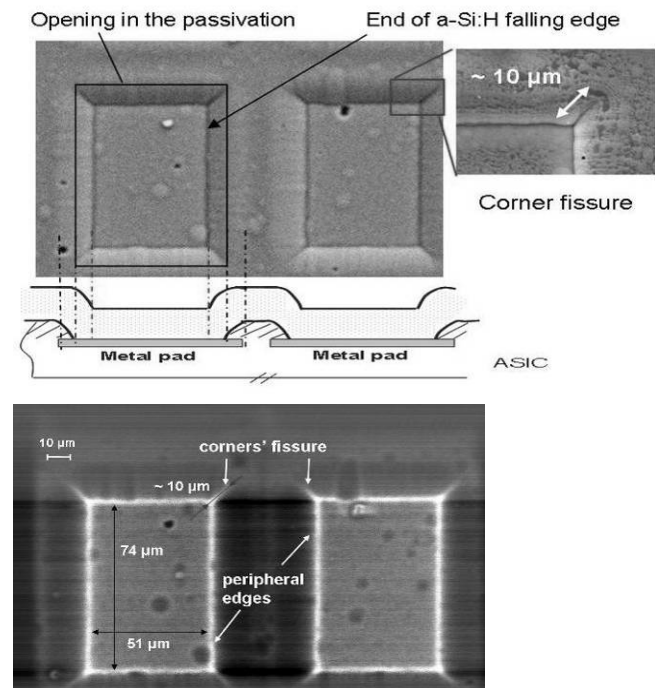 Opening in the passivation
End of a-Si:H falling edge
~ 10 µm
Corner fissure
Metal pad
Metal pad
ASIC
10 µm
corners' fissure
~ 10 µm
74 µm
peripheral
edges
51 µm